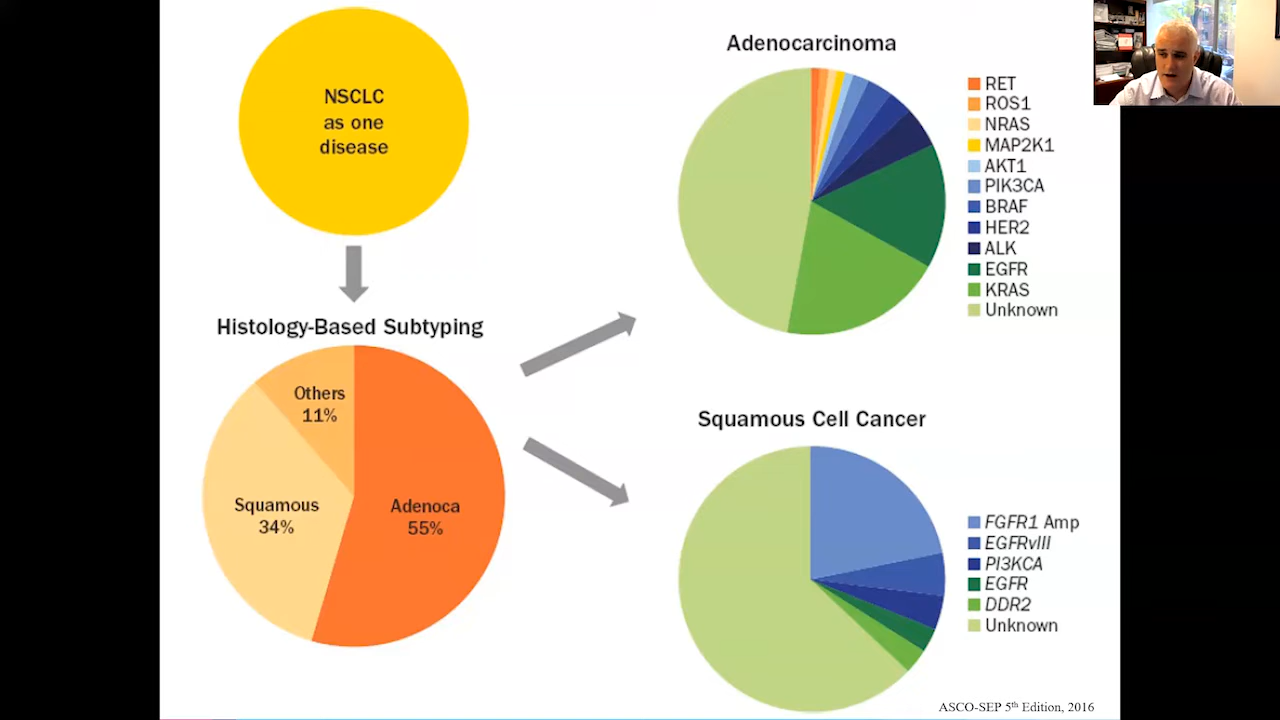 NSCLC
as one
disease
Histology-Based Subtyping
Others
11%
Squamous
34%
Adenoca
55%
Adenocarcinoma
RET
ROS1
NRAS
MAP2K1
AKT1
PIK3CA
BRAF
HER2
ALK
EGFR
KRAS
Unknown
Squamous Cell Cancer
FGFR1 Amp
EGFRvIII
PI3KCA
EGFR
DDR2
Unknown
ASCO-SEP 5th Edition, 2016